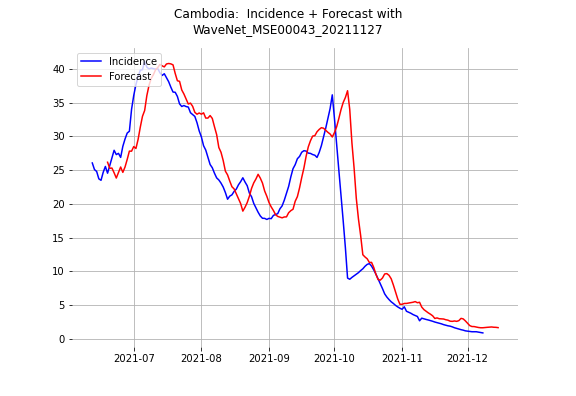 Cambodia:  Incidence + Forecast with
WaveNet_MSE00043_20211127
Incidence
Forecast
40
35
30
25
20
15
10
5
0
2021-07 2021-08 2021-09 2021-10 2021-11 2021-12